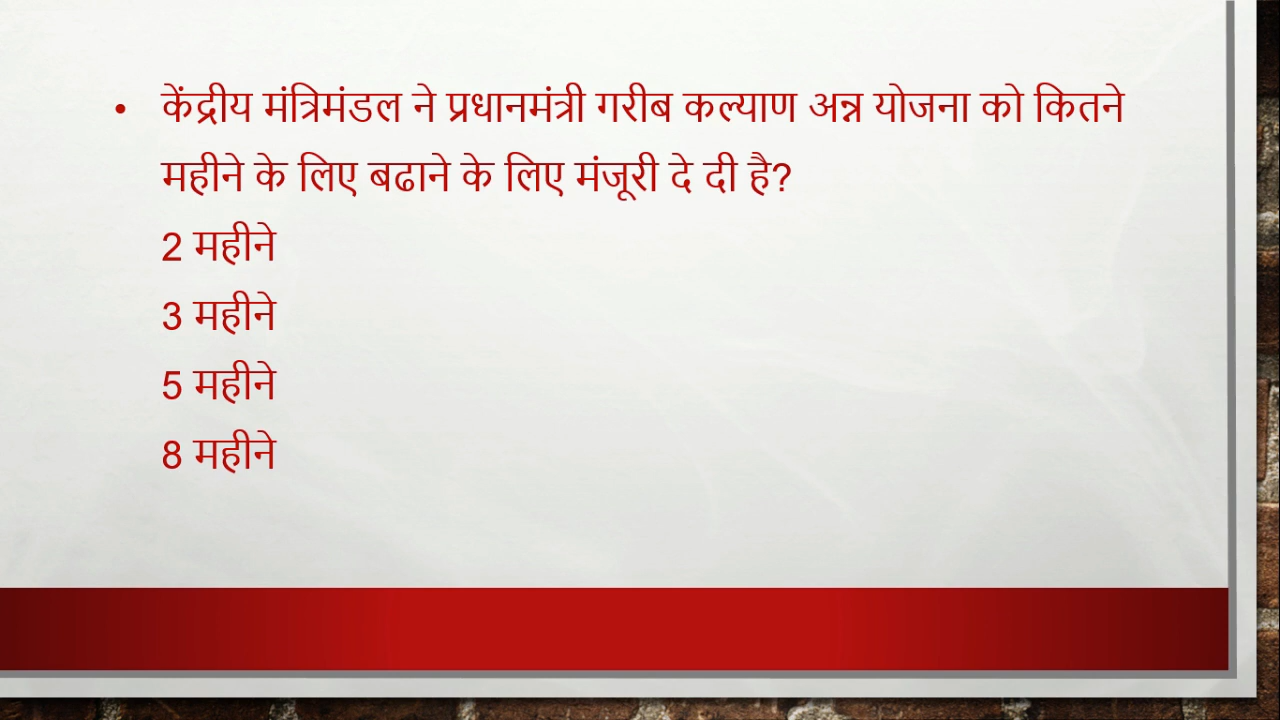 • केंद्रीय मंत्रिमंडल ने प्रधानमंत्री गरीब कल्याण अन्न योजना को कितने
महीने के लिए बढाने के लिए मंजूरी दे दी है?
2 महीने
3 महीने
5 महीने
8 महीने